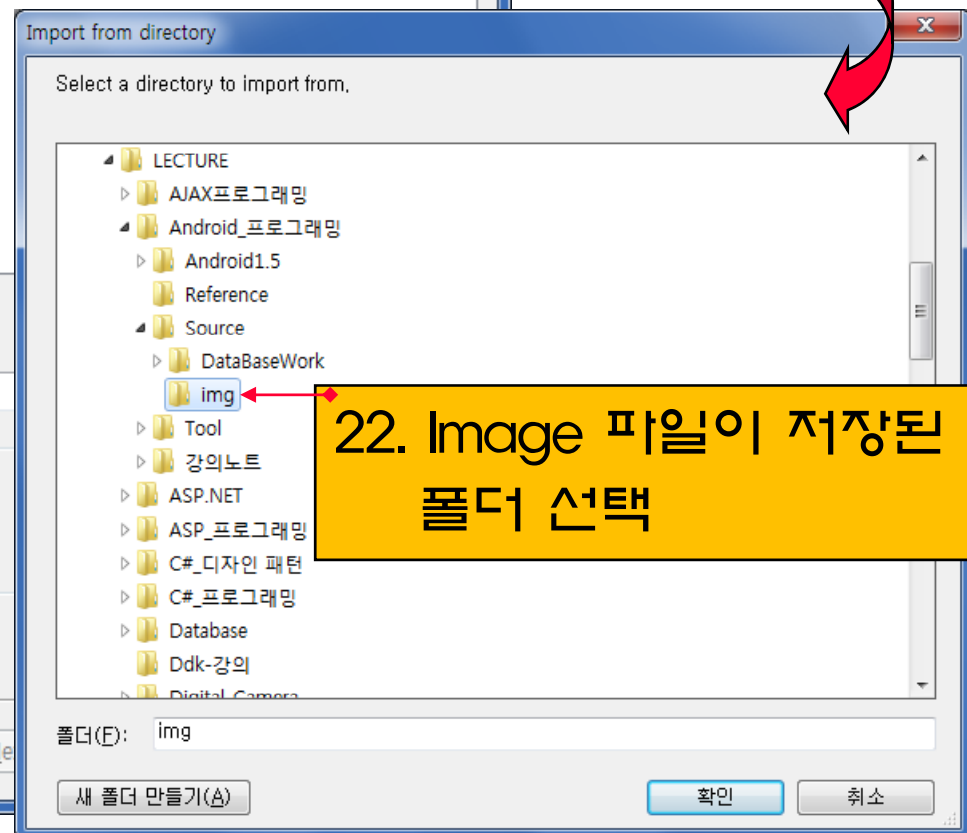 Import from directory
Select a directory to import from.
LECTURE
AJAX프로그래밍
Android_프로그래밍
Android1.5
Reference
Source
DataBaseWork
img
22. Image 파일이 저장된
폴더 선택
Tool
강의노트
ASP.NET
ASP_프로그래밍
C#_디자인 패턴
C#_프로그래밍
Database
Ddk-강의
Digital Camera
폴더(F): img
새 폴더 만들기(A)
확인
취소